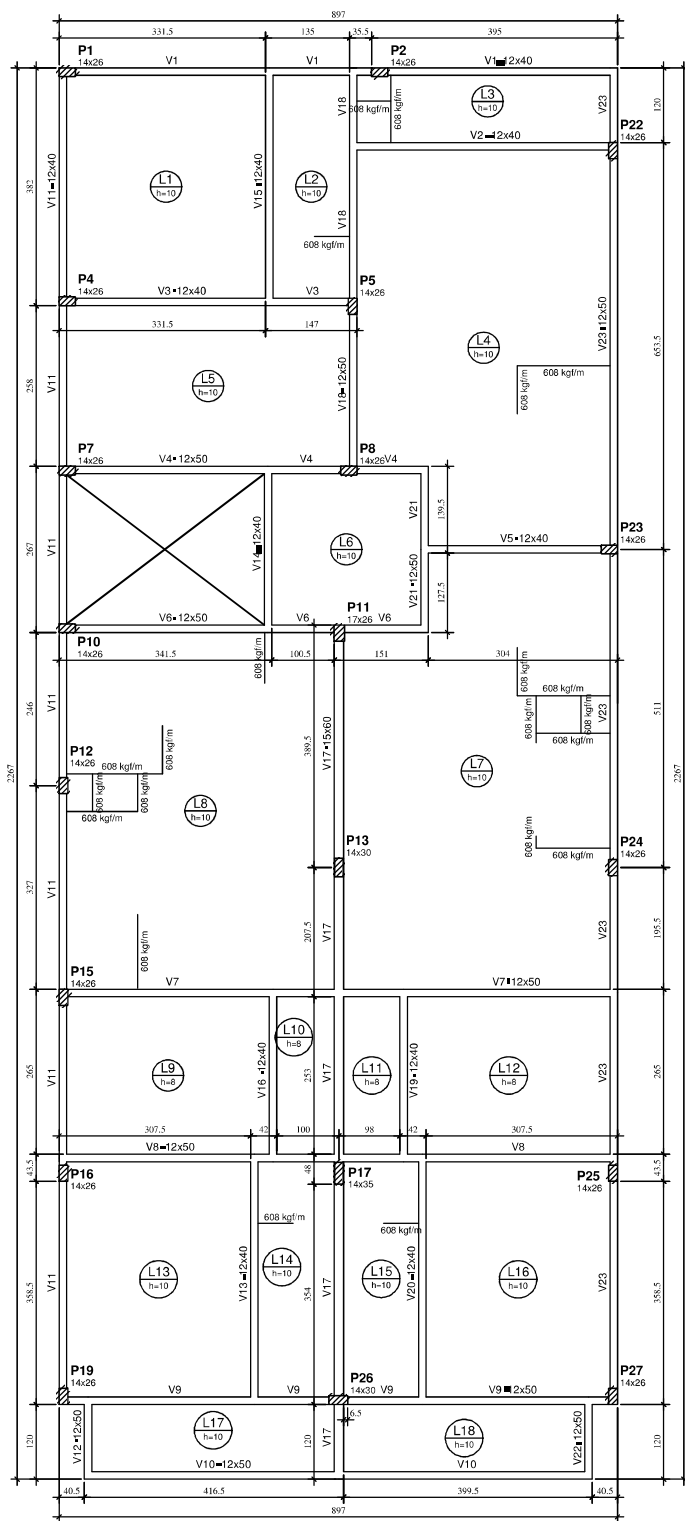 897
331.5 135 35.5 395
P1
14x26
V1
V1
P2
14x26
V1 12x40
120
L3
h=10
V23
608 kgf/m
608 kgf/m
V18
V2 12x40
P22
14x26
382
V11 12x40
L1
h=10
V15 12x40
L2
h=10
V18
608 kgf/m
P4
14x26
V3 12x40
V3
P5
14x26
V23 12x50
653.5
331.5 147
L4
h=10
608 kgf/m
608 kgf/m
258
V11
L5
h=10
V18 12x50
P7
14x26
V4 12x50
V4
P8
14x26
V4
139.5
V21
267
V11
V14 12x40
L6
h=10
V5 12x40
P23
14x26
V21 12x50
127.5
V6 12x50
V6
P11
17x26
V6
P10
14x26
341.5 100.5 151 304
608 kgf/m
608 kgf/m
608 kgf/m
V23
608 kgf/m
608 kgf/m
608 kgf/m
511
246
V11
389.5
V17 15x60
P12
14x26
608 kgf/m
608 kgf/m
608 kgf/m
608 kgf/m
608 kgf/m
2267
2267
L7
h=10
L8
h=10
608 kgf/m
608 kgf/m
P13
14x30
P24
14x26
327
V11
207.5
V17
V23
195.5
608 kgf/m
P15
14x26
V7
V7 12x50
265
V11
L9
h=8
V16 12x40
L10
h=8
253
V17
L11
h=8
V19 12x40
L12
h=8
V23
265
307.5 42 100 98 42 307.5
V8 12x50
V8
43.5
P16
14x26
48
P17
14x35
P25
14x26
43.5
608 kgf/m
608 kgf/m
358.5
V11
L13
h=10
V13 12x40
L14
h=10
354
V17
L15
h=10
V20 12x40
L16
h=10
V23
358.5
P19
14x26
V9
V9
P26
14x30
V9
V9 12x50
P27
14x26
6.5
120
V12 12x50
L17
h=10
120
V17
L18
h=10
V22 12x50
120
V10 12x50
V10
40.5 416.5 399.5 40.5
897